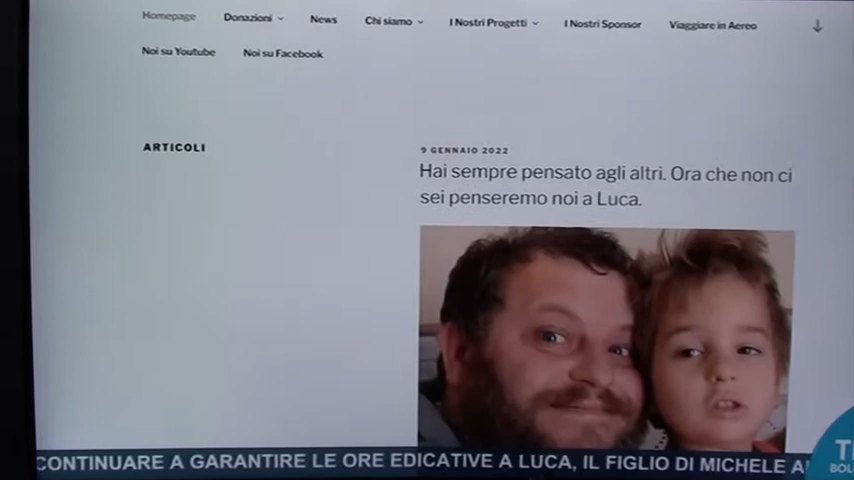 Homepage Donazioni News Chi siamo I Nostri Progetti I Nostri Sponsor Viaggiare in Aereo
Noi su Youtube Noi su Facebook
ARTICOLI
9 GENNAIO 2022
Hai sempre pensato agli altri. Ora che non ci
sei penseremo noi a Luca.
CONTINUARE A GARANTIRE LE ORE EDICATIVE A LUCA, IL FIGLIO DI MICHELE